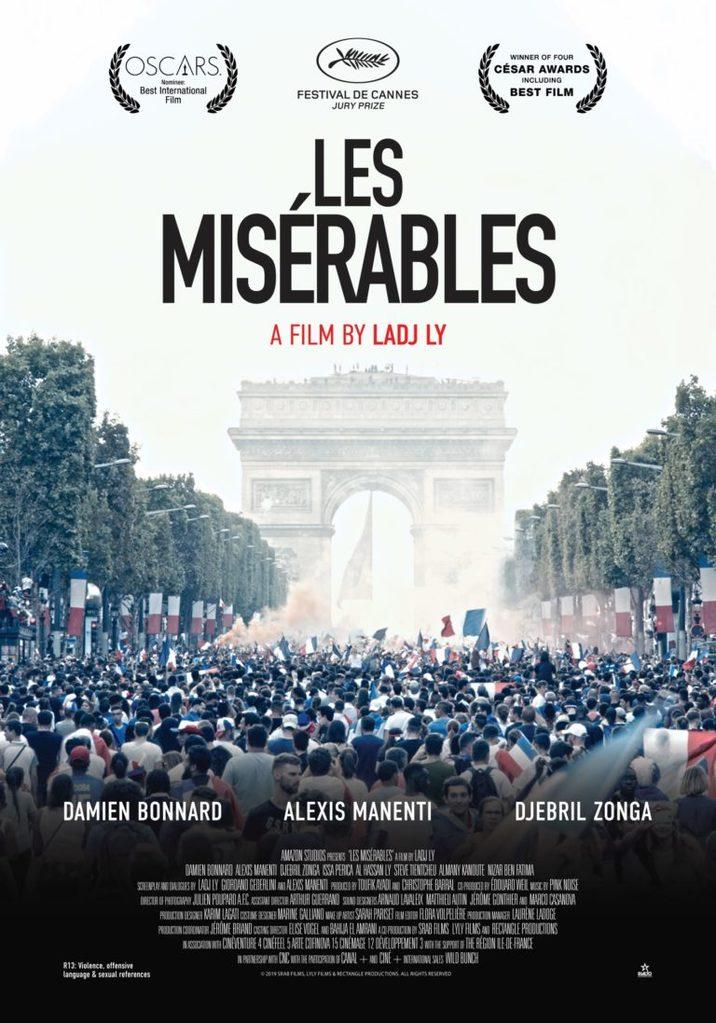 OSCARS
Nominee:
Best International
Film
FESTIVAL DE CANNES
JURY PRIZE
WINNER OF FOUR
CÉSAR AWARDS
INCLUDING
BEST FILM
LES
MISÉRABLES
A FILM BY LADJ LY
DAMIEN BONNARD ALEXIS MANENTI DJEBRIL ZONGA
AMAZON STUDIOS PRESENTS "LES MISÉRABLES" A FILM BY LADJ LY
DAMIEN BONNARD ALEXIS MANENTI DJEBRIL ZONGA ISSA PERICA AL HASSAN LY STEVE TIENTCHEU ALMAMY KANOUTE NIZAR BEN FATMA
SCREENPLAY AND DIALOGUES BY LADJ LY GIORDANO GEDERLINI AND ALEXIS MANENTI PRODUCED BY TOUFIK AYADI AND CHRISTOPHE BARRAL CO PRODUCED BY ÉDOUARD WEIL MUSIC BY PINK NOISE
DIRECTOR OF PHOTOGRAPHY JULIEN POUPARD A.F.C. ASSISTANT DIRECTOR ARTHUR GUERRAND SOUND DESIGNERS ARNAUD LAVALEIX MATTHIEU AUTIN JÉRÔME GONTHIER AND MARCO CASANOVA
PRODUCTION DESIGNER KARIM LAGATI COSTUME DESIGNER MARINE GALLIANO MAKE UP ARTIST SARAH PARISET FILM EDITOR FLORA VOLPELIÈRE PRODUCTION MANAGER LAURENE LADOGE
PRODUCTION COORDINATOR JÉRÔME BRIAND CASTING DIRECTOR ELISE VOGEL AND BAHIJA EL AMRANI A CO PRODUCTION BY SRAB FILMS, LYLY FILMS AND RECTANGLE PRODUCTIONS
IN ASSOCIATION WITH CINÉVENTURE 4 CINÉFEEL 5 ARTE COFINOVA 15 CINÉMAGE 12 DÉVELOPPEMENT 3 WITH THE SUPPORT OF THE RÉGION ILE-DE-FRANCE
IN PARTNERSHIP WITH CNC WITH THE PARTICIPATION OF CANAL + AND CINÉ + INTERNATIONAL SALES WILD BUNCH
© 2019 SRAB FILMS, LYLY FILMS & RECTANGLE PRODUCTIONS. ALL RIGHTS RESERVED
R13: Violence, offensive
language & sexual references